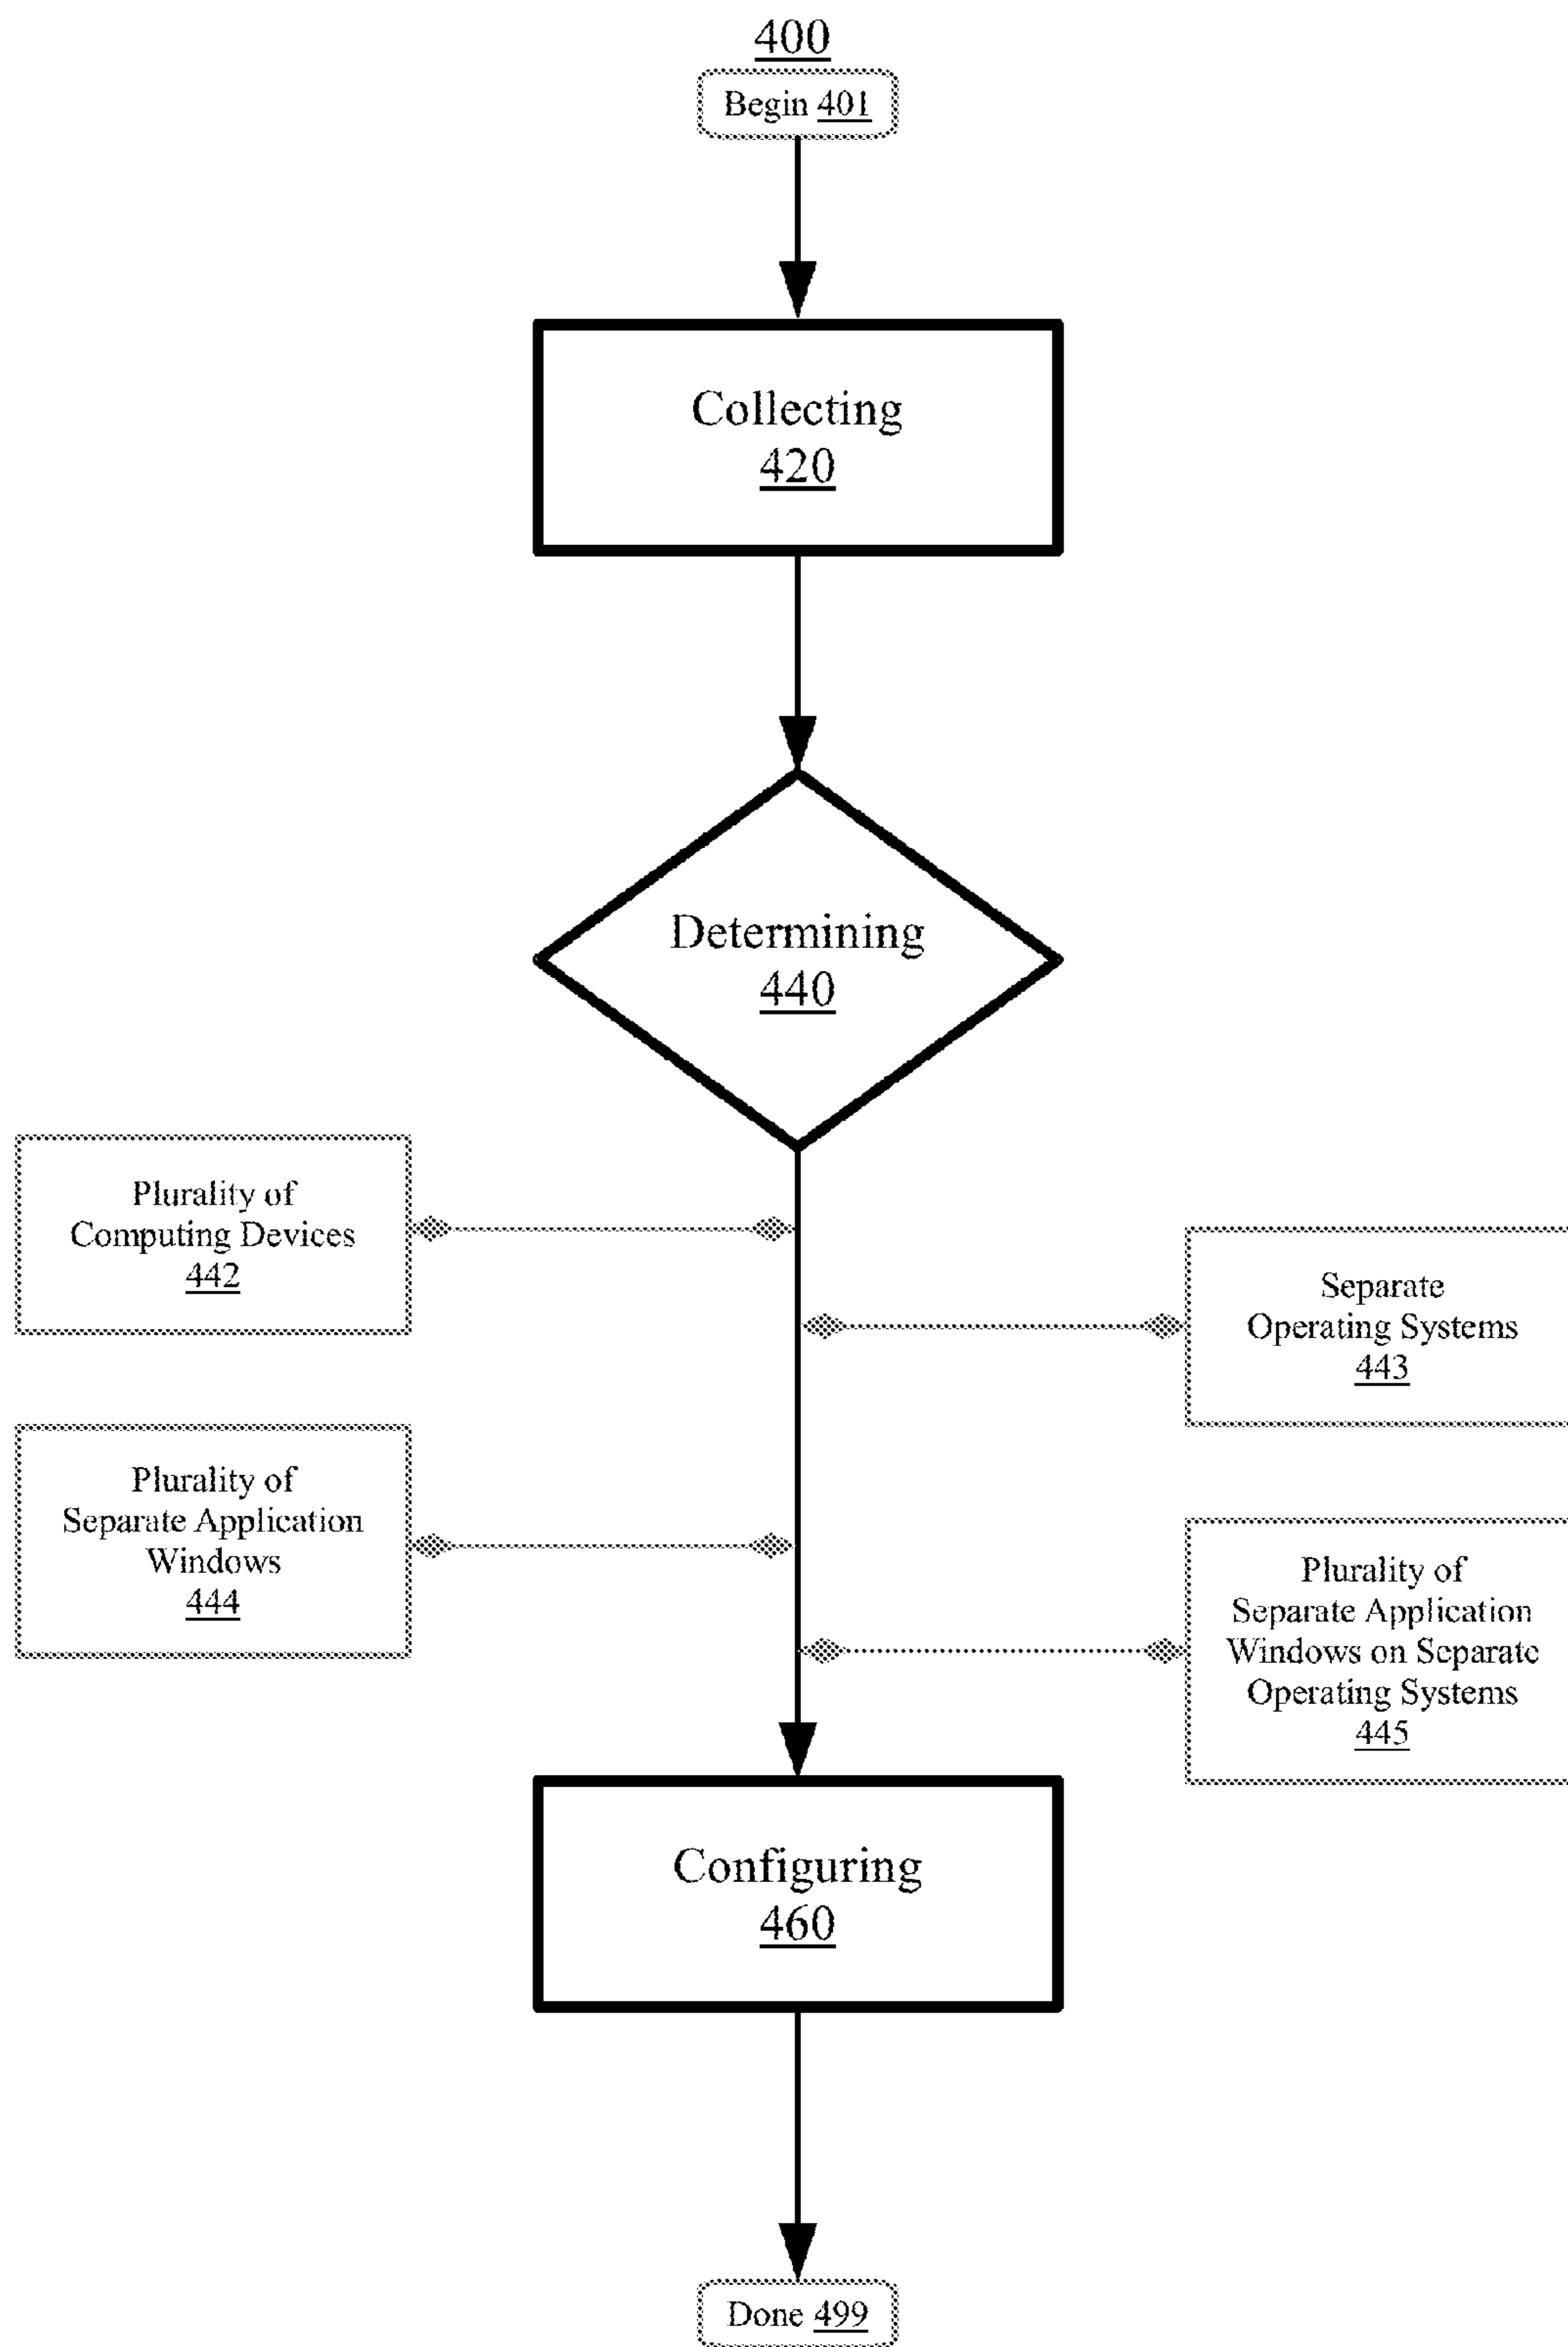 400
Begin 401
Collecting
420
Determining
440
Plurality of
Computing Devices
442
Separate
Operating Systems
443
Plurality of
Separate Application
Windows
444
Plurality of
Separate Application
Windows on Separate
Operating Systems
445
Configuring
460
Done 499